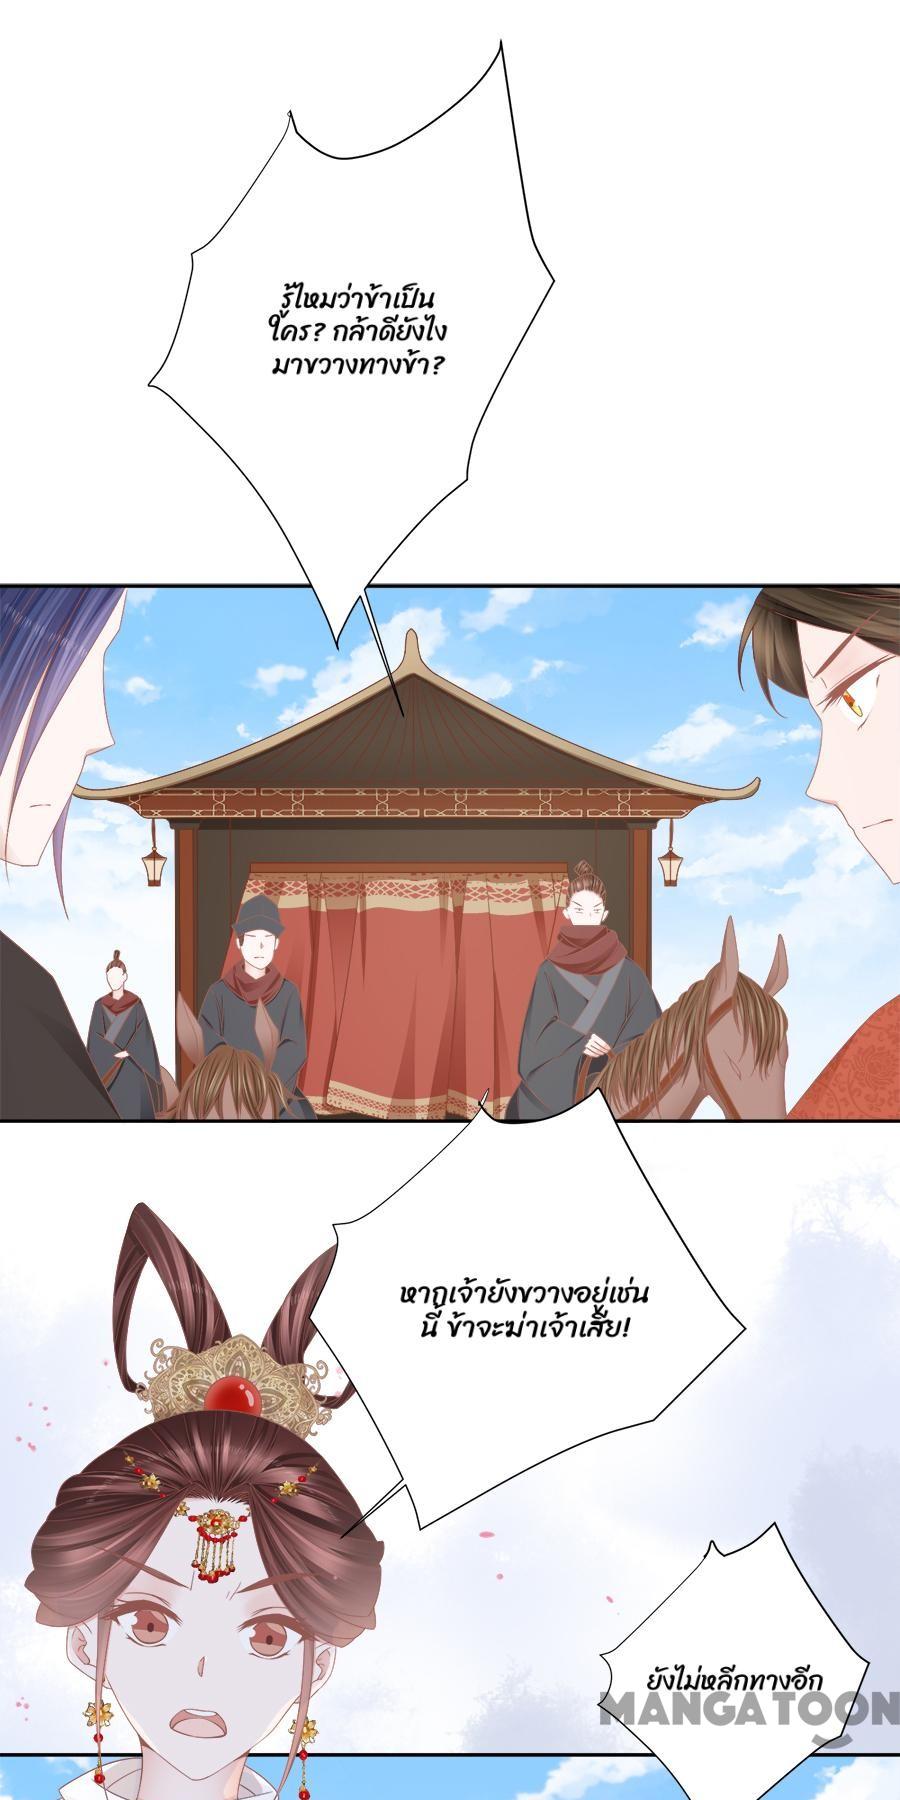 รู้ไหมว่าข้าเป็น
ใคร? กล้าดียังไง
มาขวางทางข้า?
หากเจ้ายังขวางอยู่เช่น
นี้ ข้าจะฆ่าเจ้าเสีย!
ยังไม่หลีกทางอีก
MANGATOON